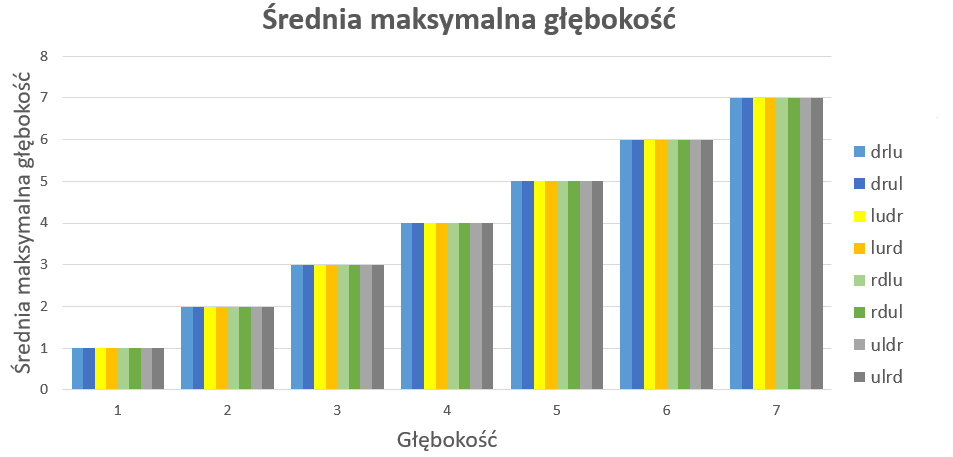 Średnia maksymalna głębokość
Średnia maksymalna głębokość
8
7
6
5
4
3
2
1
0
1 2 3 4 5 6 7
Głębokość
drlu
drul
ludr
lurd
rdlu
rdul
uldr
ulrd